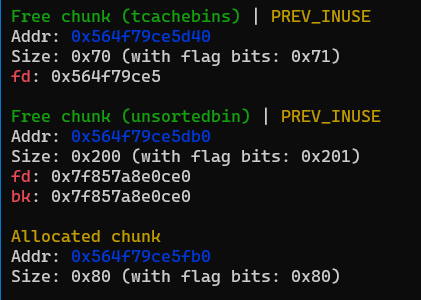 Free chunk (tcachebins) | PREV_INUSE
Addr: 0x564f79ce5d40
Size: 0x70 (with flag bits: 0x71)
fd: 0x564f79ce5
Free chunk (unsortedbin) | PREV_INUSE
Addr: 0x564f79ce5db0
Size: 0x200 (with flag bits: 0x201)
fd: 0x7f857a8e0ce0
bk: 0x7f857a8e0ce0
Allocated chunk
Addr: 0x564f79ce5fb0
Size: 0x80 (with flag bits: 0x80)